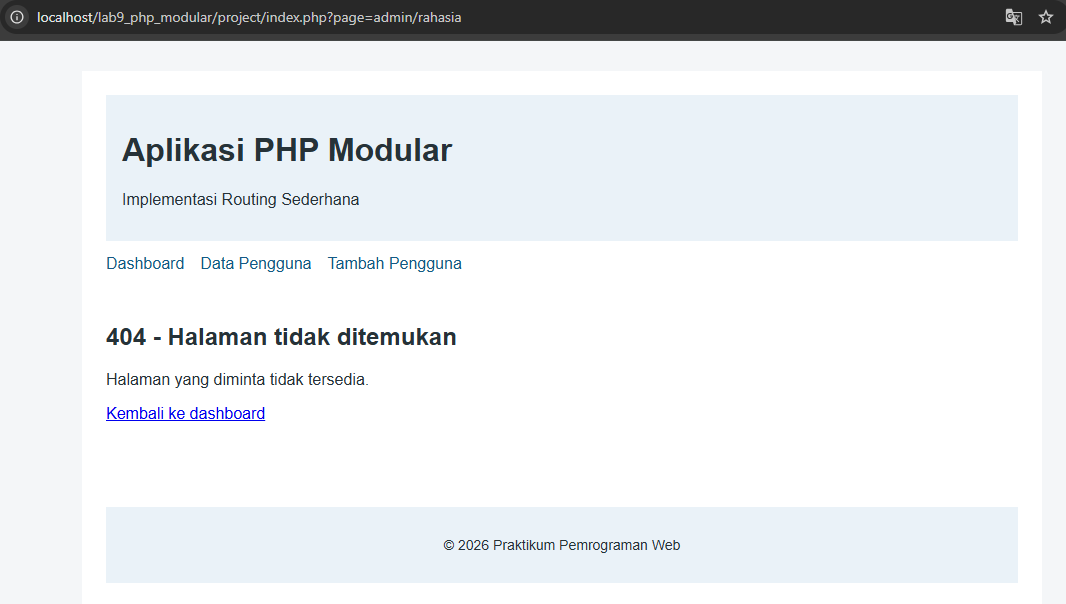 localhost/lab9_php_modular/project/index.php?page=admin/rahasia
Aplikasi PHP Modular
Implementasi Routing Sederhana
Dashboard Data Pengguna Tambah Pengguna
404 - Halaman tidak ditemukan
Halaman yang diminta tidak tersedia.
Kembali ke dashboard
© 2026 Praktikum Pemrograman Web